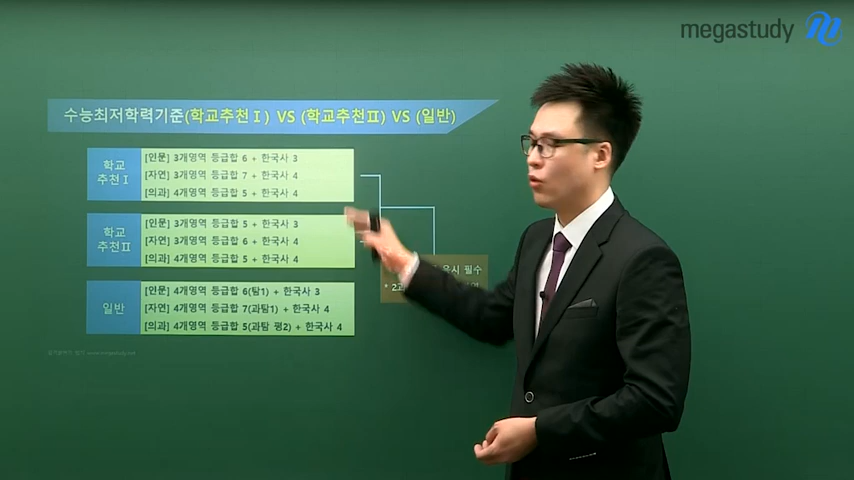 megastudy
수능최저학력기준(학교추천Ⅰ) VS (학교추천Ⅱ) VS (일반)
학교
추천Ⅰ
[인문] 3개영역 등급합 6 + 한국사 3
[자연] 3개영역 등급합 7 + 한국사 4
[의과] 4개영역 등급합 5 + 한국사 4
학교
추천Ⅱ
[인문] 3개영역 등급합 5 + 한국사 3
[자연] 3개영역 등급합 6 + 한국사 4
[의과] 4개영역 등급합 5 + 한국사 4
응시 필수
* 2과
일반
[인문] 4개영역 등급합 6(탐1) + 한국사 3
[자연] 4개영역 등급합 7(과탐1) + 한국사 4
[의과] 4개영역 등급합 5(과탐 평2) + 한국사 4